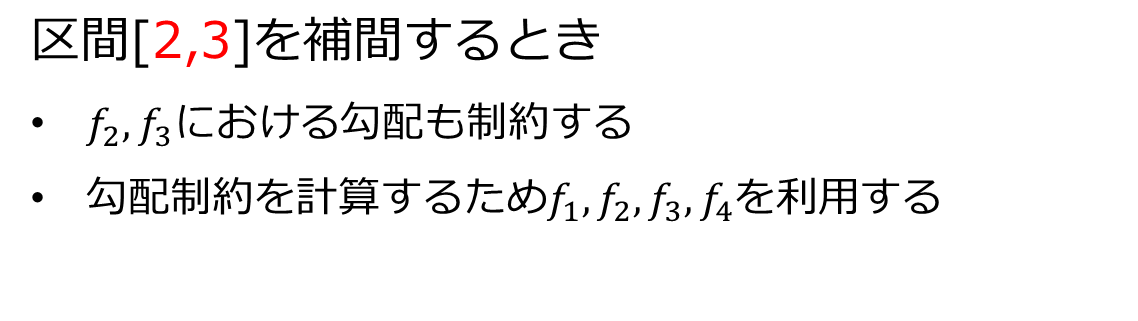 区間[2,3]を補間するとき
• f₂, f₃における勾配も制約する
• 勾配制約を計算するためf₁, f₂, f₃, f₄を利用する